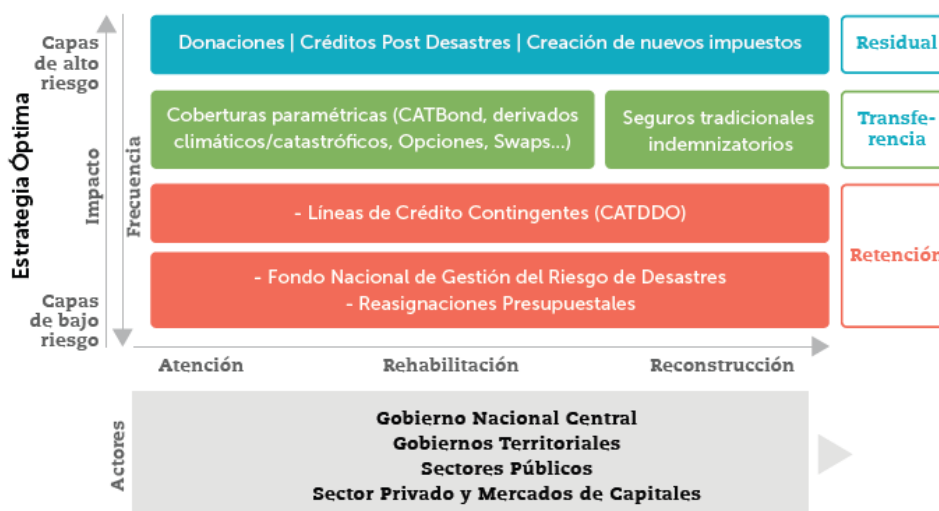 Estrategia Óptima
Capas
de alto
riesgo
Impacto
Frecuencia
Capas
de bajo
riesgo
Donaciones | Créditos Post Desastres | Creación de nuevos impuestos
Residual
Coberturas paramétricas (CATBond, derivados
climáticos/catastróficos, Opciones, Swaps...)
Seguros tradicionales
indemnizatorios
Transfe-
rencia
- Líneas de Crédito Contingentes (CATDDO)
- Fondo Nacional de Gestión del Riesgo de Desastres
- Reasignaciones Presupuestales
Retención
Atención
Rehabilitación
Reconstrucción
Actores
Gobierno Nacional Central
Gobiernos Territoriales
Sectores Públicos
Sector Privado y Mercados de Capitales